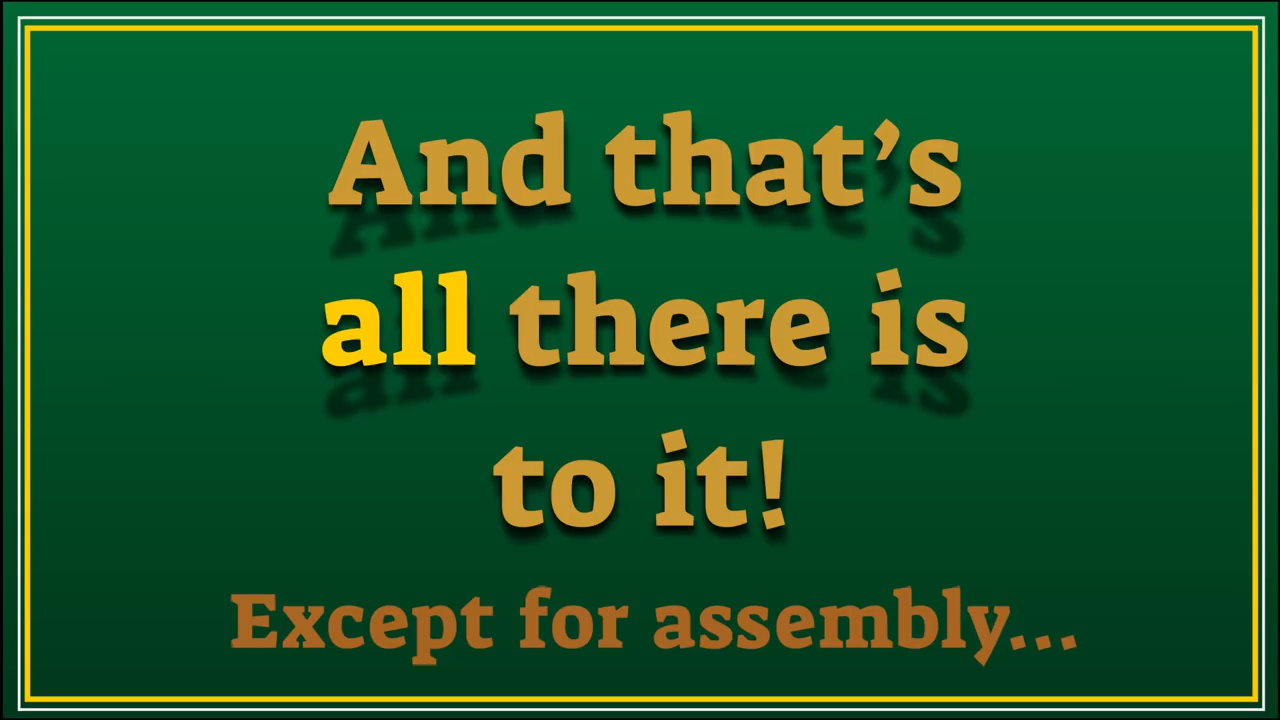 And that’s
all there is
to it!
Except for assembly...